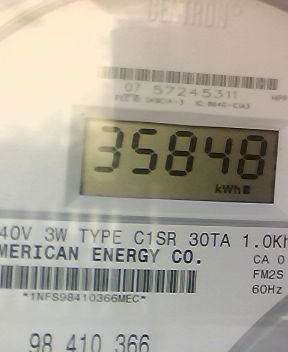 CENTRON®
07 57245311
35848
kWh
40V 3W TYPE C1SR 30TA 1.0Kh
MERICAN ENERGY CO.
CA 0
FM2S
60Hz
*1NFS98410366MEC*
98 410 366